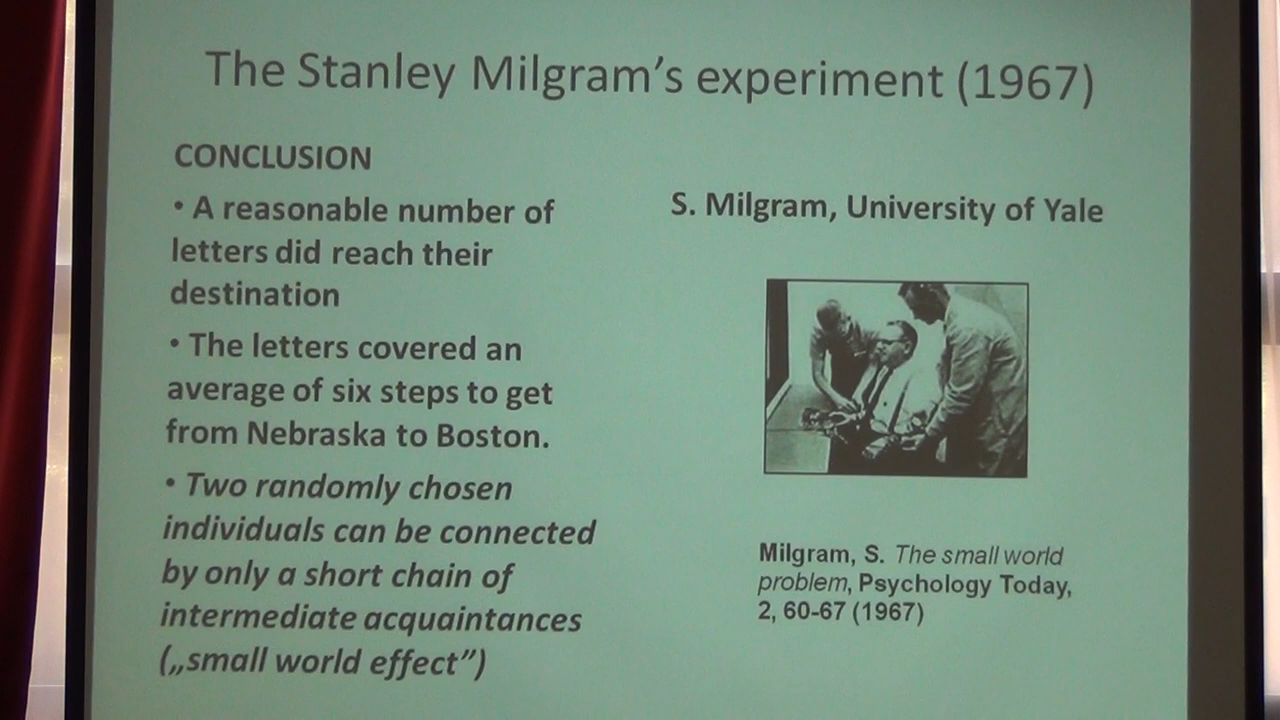 The Stanley Milgram's experiment (1967)
CONCLUSION
• A reasonable number of
letters did reach their
destination
• The letters covered an
average of six steps to get
from Nebraska to Boston.
• Two randomly chosen
individuals can be connected
by only a short chain of
intermediate acquaintances
(„small world effect”)
S. Milgram, University of Yale
Milgram, S. The small world
problem, Psychology Today,
2, 60-67 (1967)